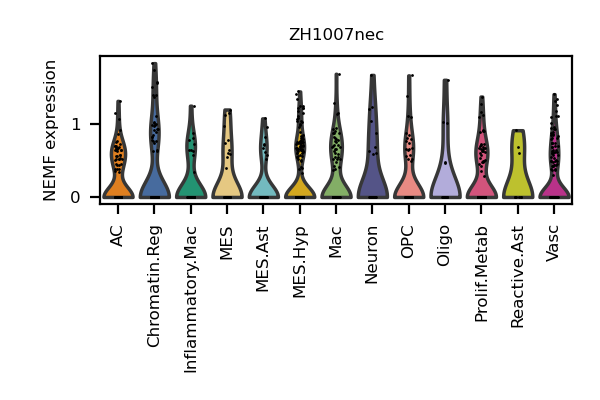 ZH1007nec
NEMF expression
1
0
AC
Chromatin.Reg
Inflammatory.Mac
MES
MES.Ast
MES.Hyp
Mac
Neuron
OPC
Oligo
Prolif.Metab
Reactive.Ast
Vasc